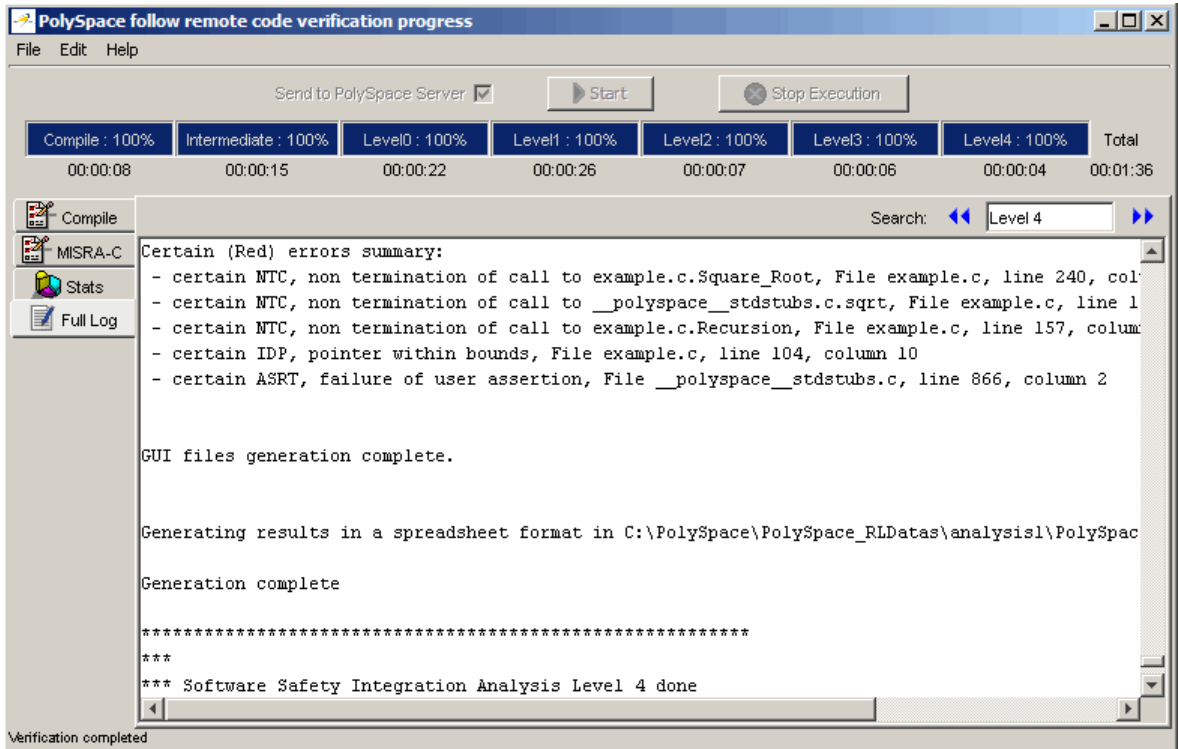 PolySpace follow remote code verification progress
File Edit Help
Send to PolySpace Server Start Stop Execution
Compile : 100% Intermediate : 100% Level0 : 100% Level1 : 100% Level2 : 100% Level3 : 100% Level4 : 100% Total
00:00:08 00:00:15 00:00:22 00:00:26 00:00:07 00:00:06 00:00:04 00:01:36
Compile
MISRA-C
Stats
Full Log
Search: Level 4
Certain (Red) errors summary:
- certain NTC, non termination of call to example.c.Square_Root, File example.c, line 240, col
- certain NTC, non termination of call to __polyspace__stdstubs.c.sqrt, File example.c, line 1
- certain NTC, non termination of call to example.c.Recursion, File example.c, line 157, colum
- certain IDP, pointer within bounds, File example.c, line 104, column 10
- certain ASRT, failure of user assertion, File __polyspace__stdstubs.c, line 866, column 2
GUI files generation complete.
Generating results in a spreadsheet format in C:\PolySpace\PolySpace_RLDatas\analysis1\PolySpac
Generation complete
**********************************************************
***
*** Software Safety Integration Analysis Level 4 done
Verification completed